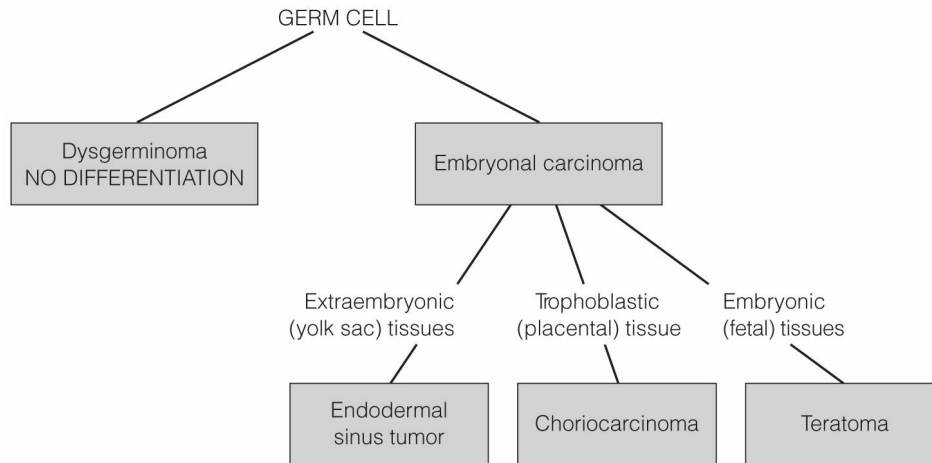 GERM CELL
Dysgerminoma
NO DIFFERENTIATION
Embryonal carcinoma
Extraembryonic
(yolk sac) tissues
Trophoblastic
(placental) tissue
Embryonic
(fetal) tissues
Endodermal
sinus tumor
Choriocarcinoma
Teratoma